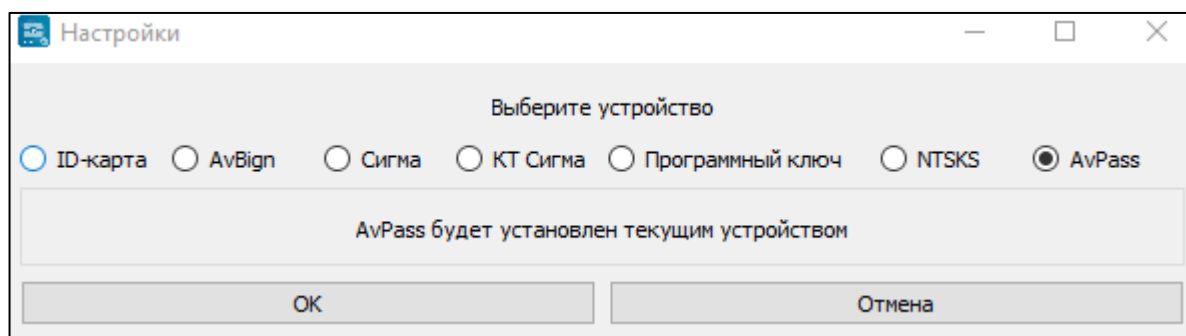 Настройки
Выберите устройство
ID-карта AvBign Сигма КТ Сигма Программный ключ NTSKS AvPass
AvPass будет установлен текущим устройством
ОК Отмена